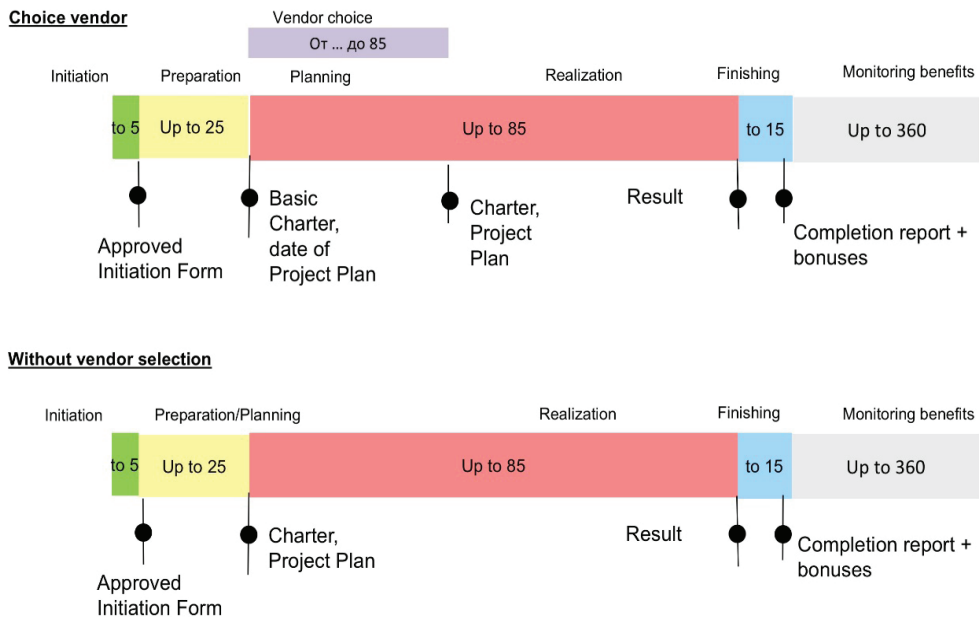 Choice vendor
Vendor choice
От ... до 85
Initiation
Preparation
Planning
Realization
Finishing
Monitoring benefits
to 5
Up to 25
Up to 85
to 15
Up to 360
Approved
Initiation Form
Basic
Charter,
date of
Project Plan
Charter,
Project
Plan
Result
Completion report +
bonuses
Without vendor selection
Initiation
Preparation/Planning
Realization
Finishing
Monitoring benefits
to 5
Up to 25
Up to 85
to 15
Up to 360
Approved
Initiation Form
Charter,
Project Plan
Result
Completion report +
bonuses